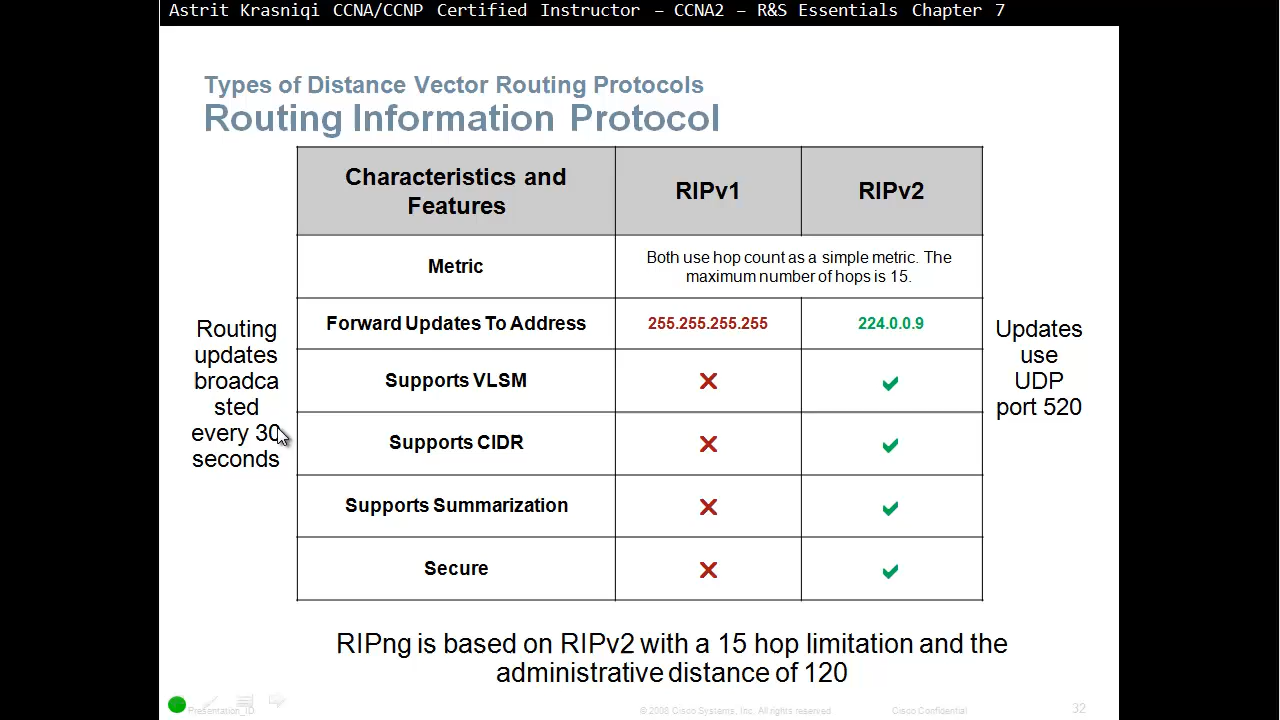 Astrit Krasniqi CCNA/CCNP Certified Instructor – CCNA2 – R&S Essentials Chapter 7
Types of Distance Vector Routing Protocols
Routing Information Protocol
Characteristics and
Features
RIPv1
RIPv2
Metric
Both use hop count as a simple metric. The
maximum number of hops is 15.
Forward Updates To Address
255.255.255.255
224.0.0.9
Supports VLSM
Supports CIDR
Supports Summarization
Secure
Routing
updates
broadca
sted
every 30
seconds
Updates
use
UDP
port 520
RIPng is based on RIPv2 with a 15 hop limitation and the
administrative distance of 120
Presentation_ID
© 2008 Cisco Systems, Inc. All rights reserved
Cisco Confidential
32